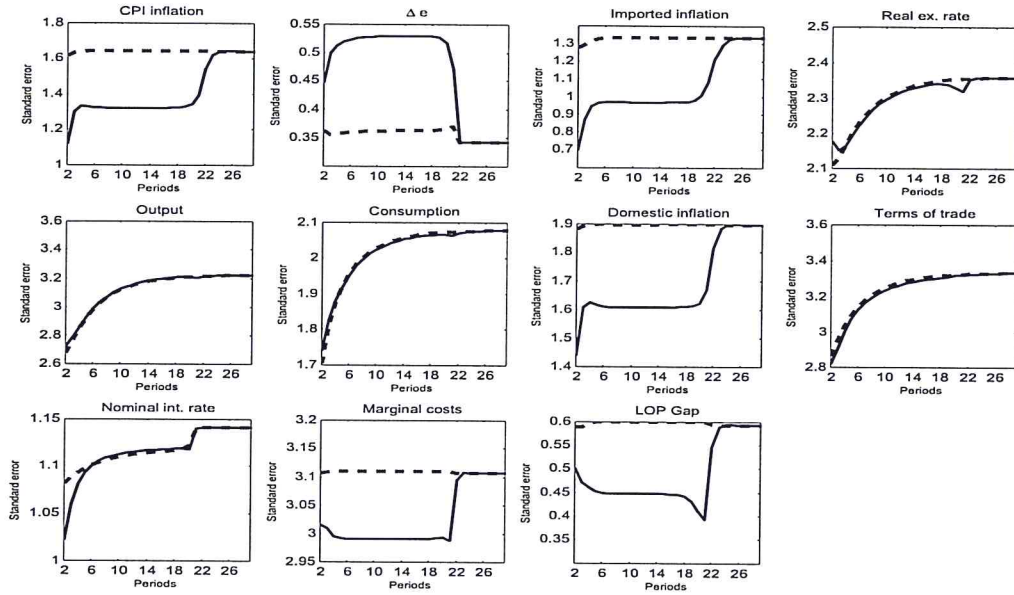 CPI inflation
Standard error
1.8
1.6
1.4
1.2
1
2 6 10 14 18 22 26
Periods
Δ e
Standard error
0.55
0.5
0.45
0.4
0.35
2 6 10 14 18 22 26
Periods
Imported inflation
Standard error
1.3
1.2
1.1
1
0.9
0.8
0.7
2 6 10 14 18 22 26
Periods
Real ex. rate
Standard error
2.5
2.4
2.3
2.2
2.1
2 6 10 14 18 22 26
Periods
Output
Standard error
3.6
3.4
3.2
3
2.8
2.6
2 6 10 14 18 22 26
Consumption
Standard error
2.1
2
1.9
1.8
1.7
2 6 10 14 18 22 26
Domestic inflation
Standard error
1.9
1.8
1.7
1.6
1.5
1.4
2 6 10 14 18 22 26
Terms of trade
Standard error
3.6
3.4
3.2
3
2.8
2 6 10 14 18 22 26
Periods
Nominal int. rate
Standard error
1.15
1.1
1.05
1
2 6 10 14 18 22 26
Periods
Marginal costs
Standard error
3.2
3.15
3.1
3.05
3
2.95
2 6 10 14 18 22 26
Periods
LOP Gap
Standard error
0.6
0.55
0.5
0.45
0.4
0.35
2 6 10 14 18 22 26
Periods